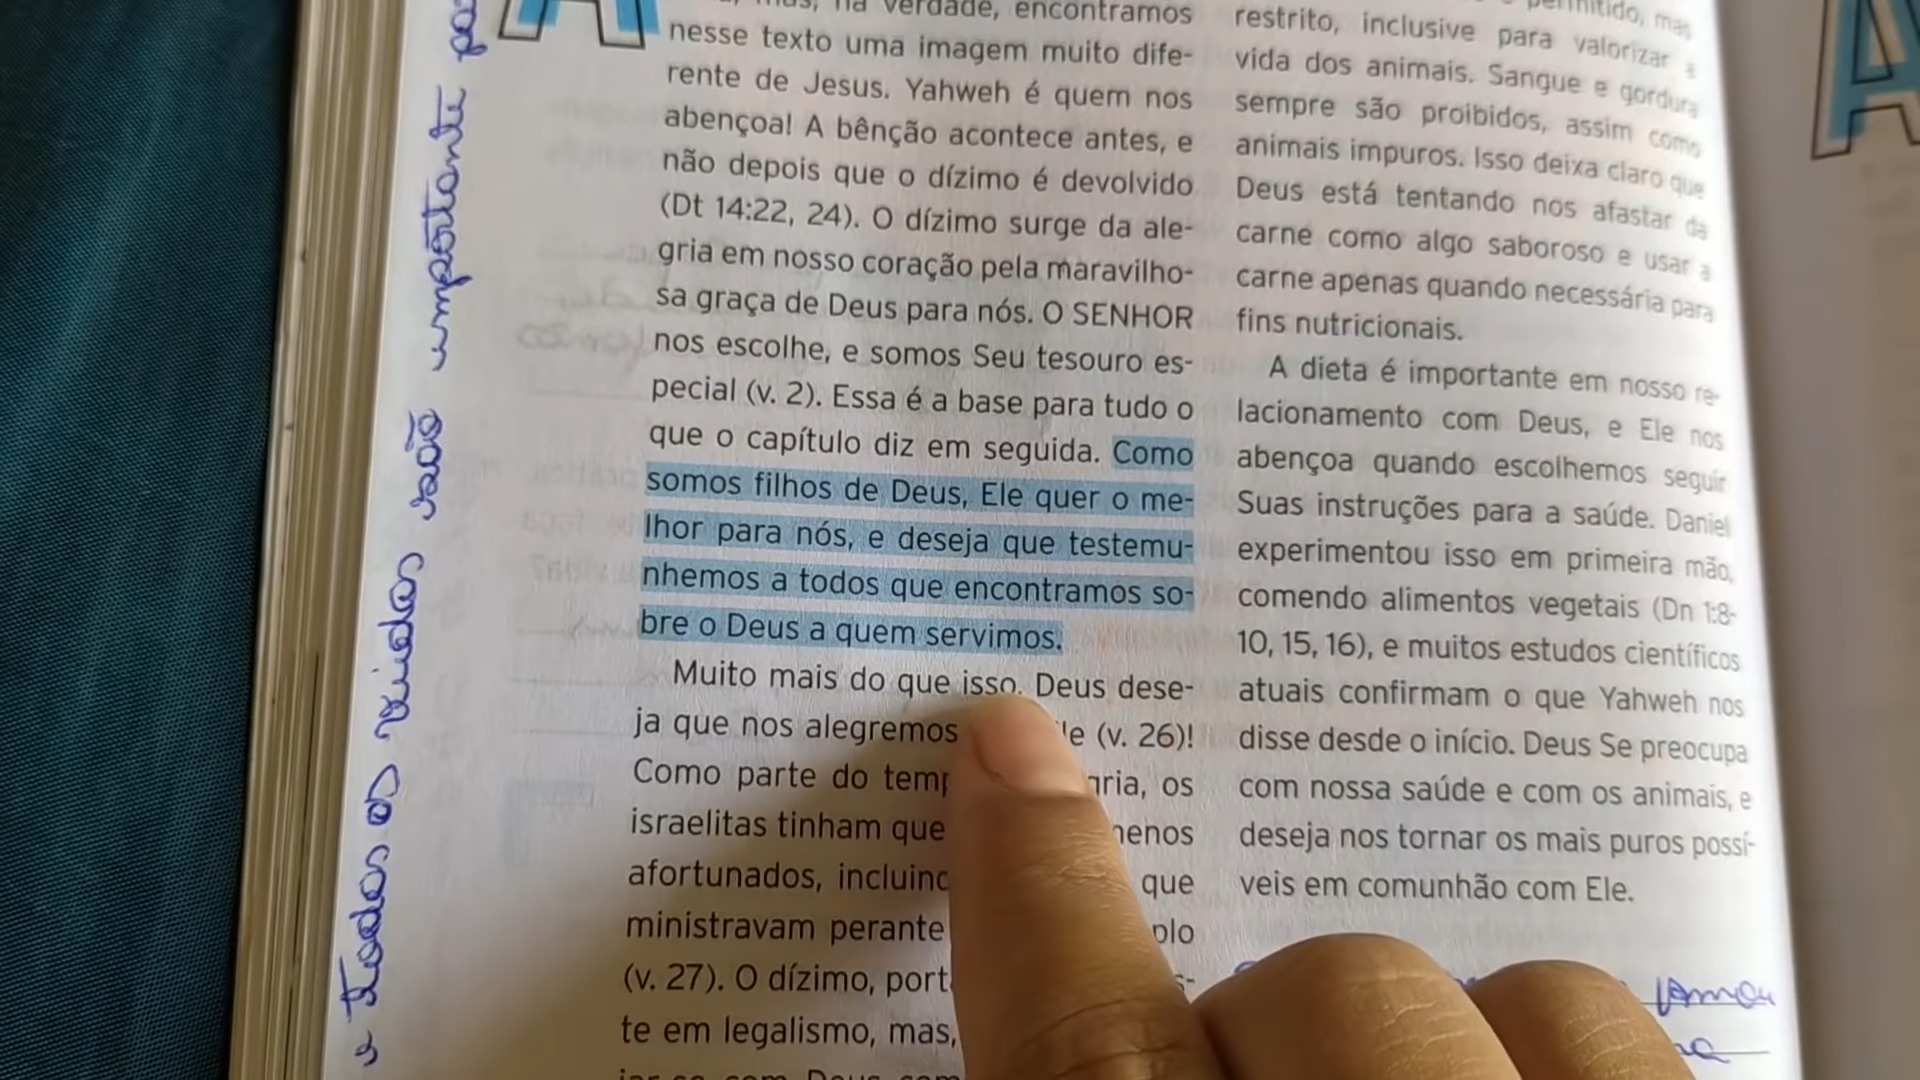 verdade, encontramos
nesse texto uma imagem muito dife-
rente de Jesus. Yahweh é quem nos
abençoa! A bênção acontece antes, e
não depois que o dízimo é devolvido
(Dt 14:22, 24). O dízimo surge da ale-
gria em nosso coração pela maravilho-
sa graça de Deus para nós. O SENHOR
nos escolhe, e somos Seu tesouro es-
pecial (v. 2). Essa é a base para tudo o
que o capítulo diz em seguida. Como
somos filhos de Deus, Ele quer o me-
lhor para nós, e deseja que testemu-
nhemos a todos que encontramos so-
bre o Deus a quem servimos.
Muito mais do que isso, Deus dese-
ja que nos alegremos (v. 26)!
Como parte do os
israelitas tinham que
afortunados, que
ministravam perante
(v. 27). O dízimo,
te em legalismo, mas,
permitido, mas
restrito, inclusive para valorizar a
vida dos animais. Sangue e gordura
sempre são proibidos, assim como
animais impuros. Isso deixa claro que
Deus está tentando nos afastar da
carne como algo saboroso e usar a
carne apenas quando necessária para
fins nutricionais.
A dieta é importante em nosso re-
lacionamento com Deus, e Ele nos
abençoa quando escolhemos seguir
Suas instruções para a saúde. Daniel
experimentou isso em primeira mão,
comendo alimentos vegetais (Dn 1:8-
10, 15, 16), e muitos estudos científicos
atuais confirmam o que Yahweh nos
disse desde o início. Deus Se preocupa
com nossa saúde e com os animais, e
deseja nos tornar os mais puros possí-
veis em comunhão com Ele.
e todas as vidas são importante